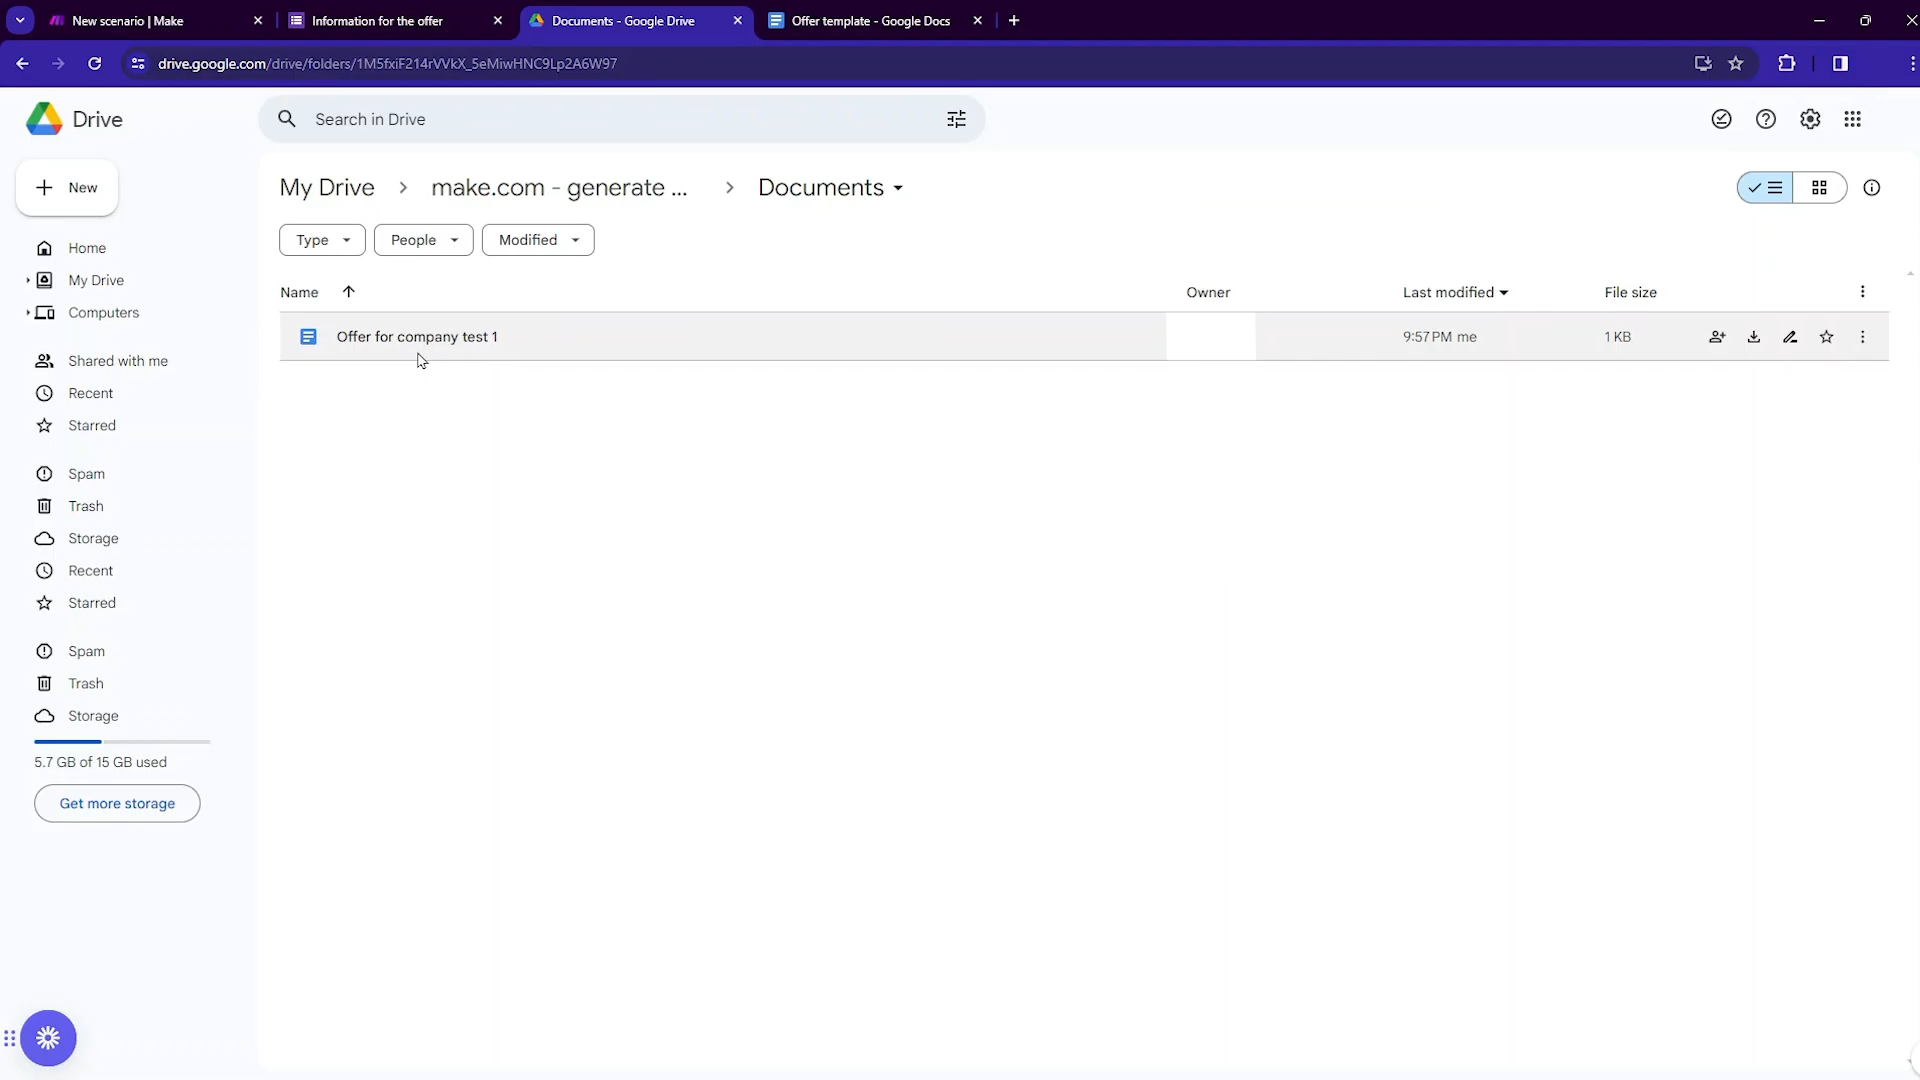 New scenario | Make
Information for the offer
Documents - Google Drive
Offer template - Google Docs
drive.google.com/drive/folders/1M5fxiF214rVVkX_5eMiwHNC9Lp2A6W97
Drive
Search in Drive
New
My Drive
make.com - generate ...
Documents
Type
People
Modified
Home
My Drive
Computers
Shared with me
Recent
Starred
Spam
Trash
Storage
Recent
Starred
Spam
Trash
Storage
5.7 GB of 15 GB used
Get more storage
Name
Owner
Last modified
File size
Offer for company test 1
9:57 PM me
1 KB